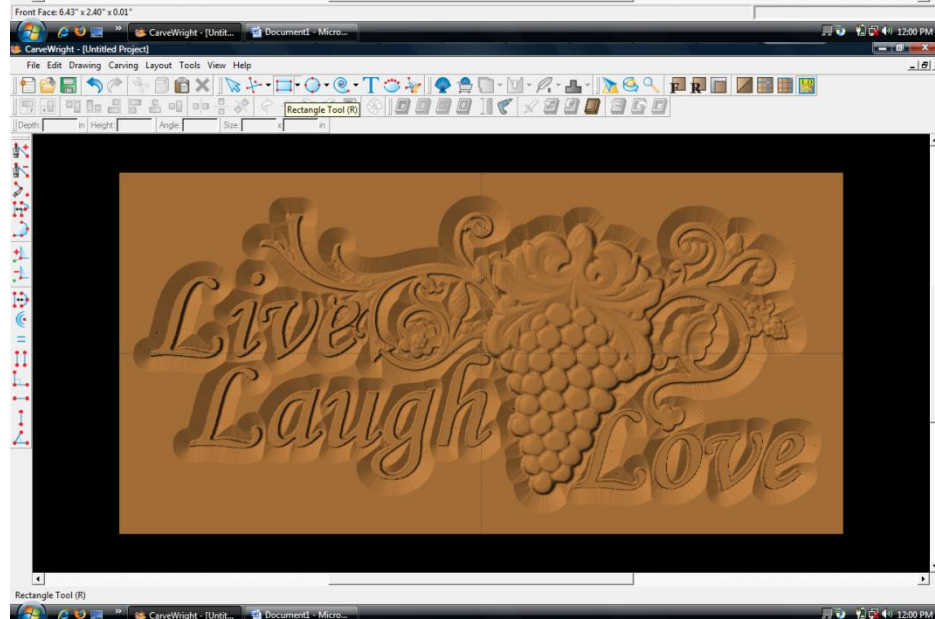 Front Face: 6.43" x 2.40" x 0.01"
CarveWright - [Untit...
Document1 - Micro...
12:00 PM
CarveWright - [Untitled Project]
File Edit Drawing Carving Layout Tools View Help
Rectangle Tool (R)
Depth: in Height: Angle: Size: x in
Live
Laugh
Love
Rectangle Tool (R)
CarveWright - [Untit...
Document1 - Micro...
12:00 PM